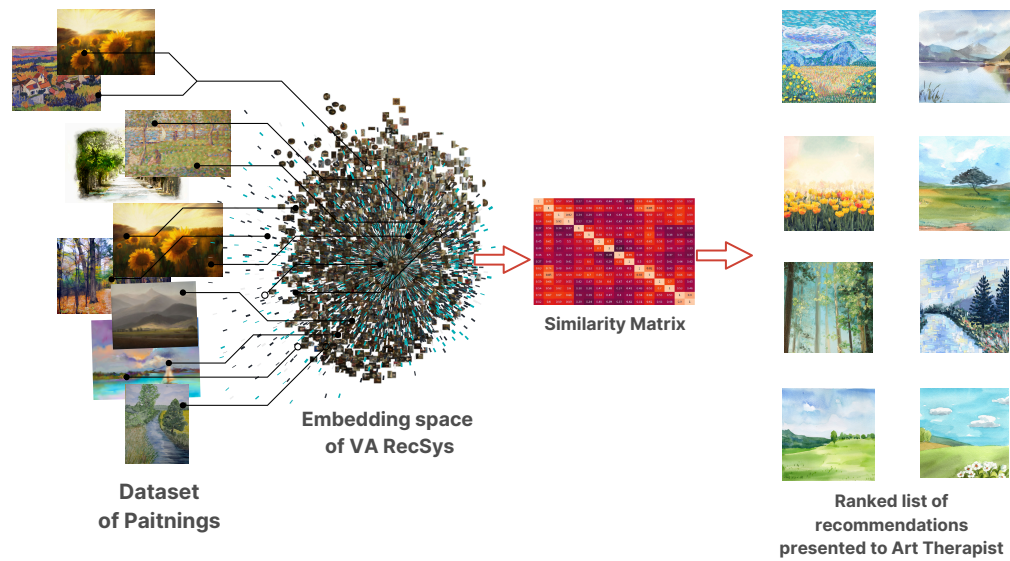 Similarity Matrix
Embedding space
of VA RecSys
Dataset
of Paitnings
Ranked list of
recommendations
presented to Art Therapist